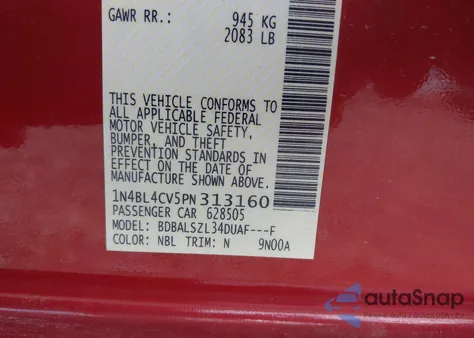 GAWR RR.: 945 KG
2083 LB
THIS VEHICLE CONFORMS TO
ALL APPLICABLE FEDERAL
MOTOR VEHICLE SAFETY,
BUMPER, AND THEFT
PREVENTION STANDARDS IN
EFFECT ON THE DATE OF
MANUFACTURE SHOWN ABOVE.
1N4BL4CV5PN313160
PASSENGER CAR 628505
MODEL: BDBALSZL34DUAF---F
COLOR: NBL TRIM: N 9N00A
autoSnap